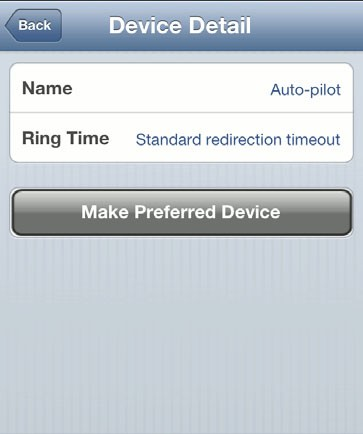 Back
Device Detail
Name Auto-pilot
Ring Time Standard redirection timeout
Make Preferred Device